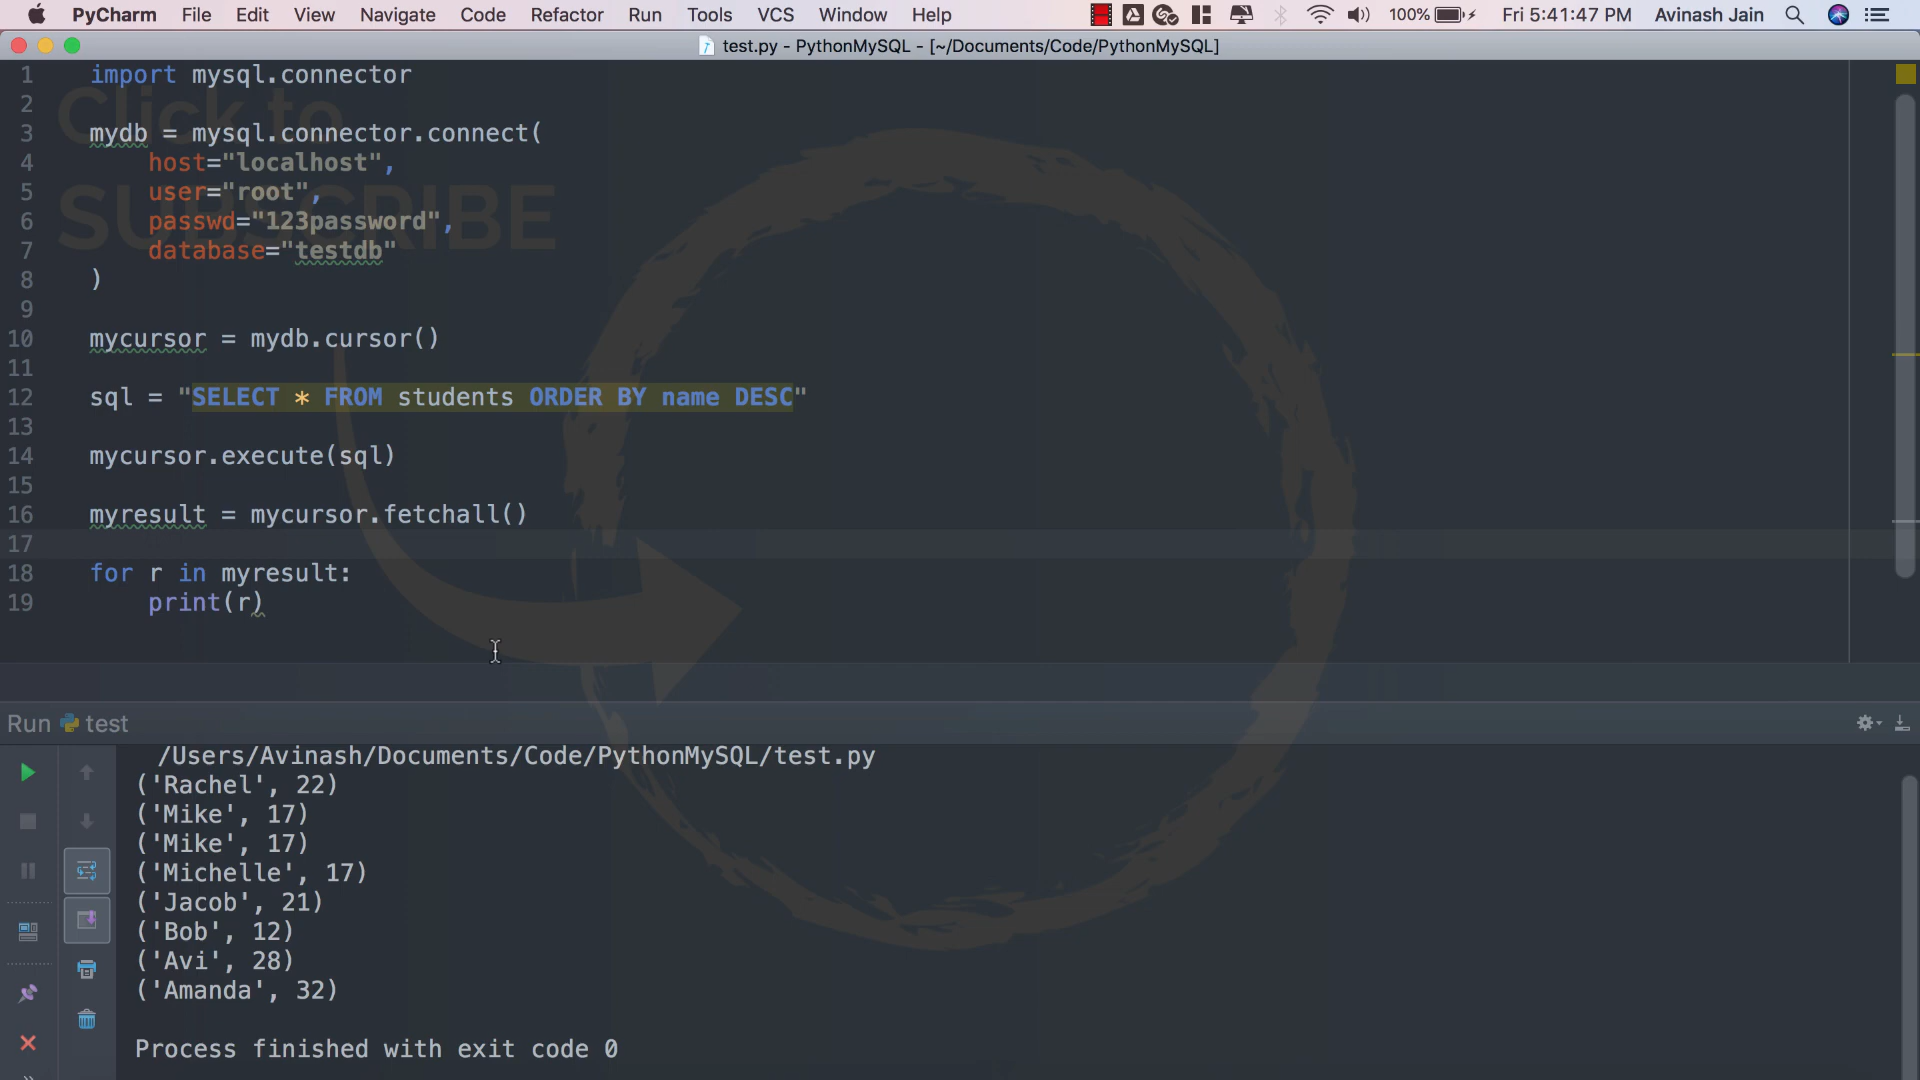 PyCharm File Edit View Navigate Code Refactor Run Tools VCS Window Help 100% Fri 5:41:47 PM Avinash Jain
test.py - PythonMySQL - [~/Documents/Code/PythonMySQL]
1 import mysql.connector
2
Click to
3 mydb = mysql.connector.connect(
4 host="localhost",
5 user="root",
SUBSCRIBE
6 passwd="123password",
7 database="testdb"
8 )
9
10 mycursor = mydb.cursor()
11
12 sql = "SELECT * FROM students ORDER BY name DESC"
13
14 mycursor.execute(sql)
15
16 myresult = mycursor.fetchall()
17
18 for r in myresult:
19 print(r)
Run test
/Users/Avinash/Documents/Code/PythonMySQL/test.py
('Rachel', 22)
('Mike', 17)
('Mike', 17)
('Michelle', 17)
('Jacob', 21)
('Bob', 12)
('Avi', 28)
('Amanda', 32)
Process finished with exit code 0